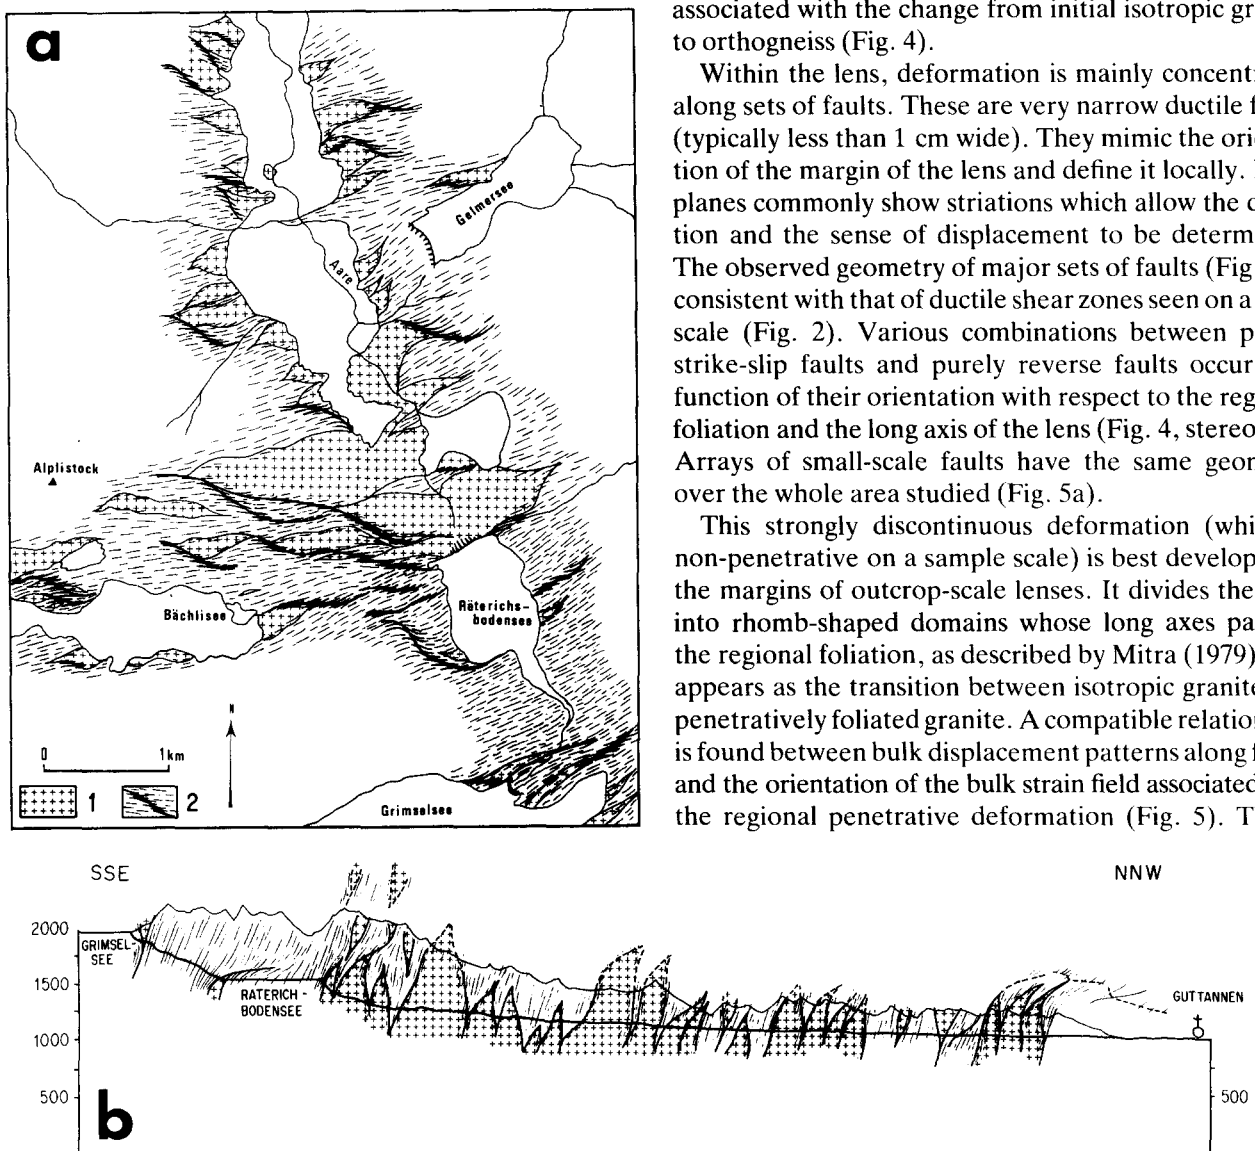 a
associated with the change from initial isotropic
to orthogneiss (Fig. 4).
Within the lens, deformation is mainly
along sets of faults. These are very narrow ductile
(typically less than 1 cm wide). They mimic the
tion of the margin of the lens and define it locally.
planes commonly show striations which allow the
tion and the sense of displacement to be
The observed geometry of major sets of faults (Fig
consistent with that of ductile shear zones seen on a
scale (Fig. 2). Various combinations between
strike-slip faults and purely reverse faults occur
function of their orientation with respect to the
foliation and the long axis of the lens (Fig. 4,
Arrays of small-scale faults have the same
over the whole area studied (Fig. 5a).
This strongly discontinuous deformation
non-penetrative on a sample scale) is best
the margins of outcrop-scale lenses. It divides the
into rhomb-shaped domains whose long axes
the regional foliation, as described by Mitra (1979)
appears as the transition between isotropic granite
penetratively foliated granite. A compatible
is found between bulk displacement patterns along
and the orientation of the bulk strain field associated
the regional penetrative deformation (Fig. 5).
Gelmersee
Aare
Alplistock
Bächlisee
Räterichs-
bodensee
N
0 1km
1 2
Grimselsee
SSE NNW
2000
GRIMSEL-
SEE
1500
RATERICH-
BODENSEE
GUTTANNEN
1000
500 500
b